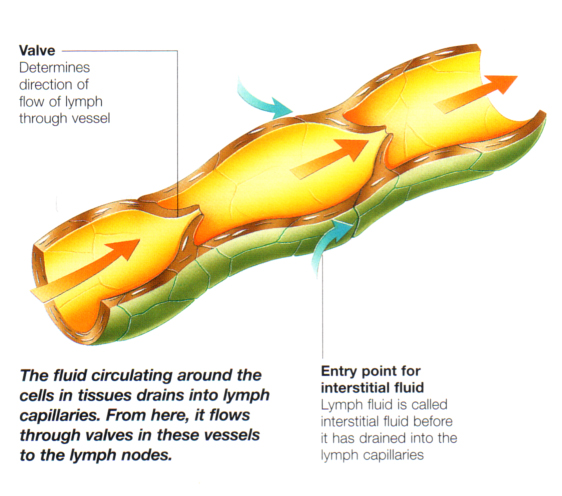 Valve
Determines
direction of
flow of lymph
through vessel
The fluid circulating around the
cells in tissues drains into lymph
capillaries. From here, it flows
through valves in these vessels
to the lymph nodes.
Entry point for
interstitial fluid
Lymph fluid is called
interstitial fluid before
it has drained into the
lymph capillaries